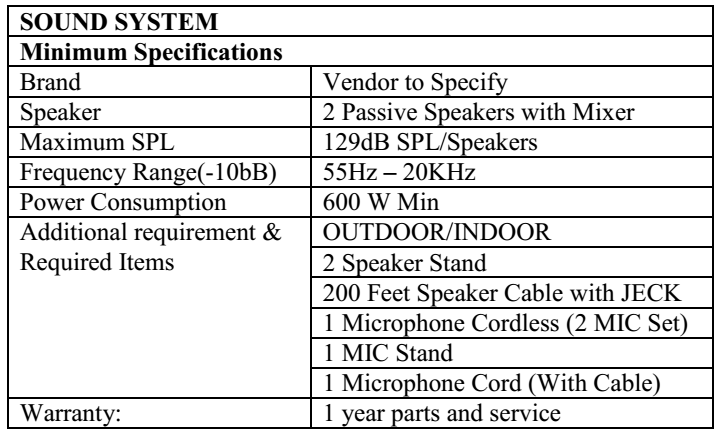 SOUND SYSTEM
Minimum Specifications
Brand Vendor to Specify
Speaker 2 Passive Speakers with Mixer
Maximum SPL 129dB SPL/Speakers
Frequency Range(-10bB) 55Hz – 20KHz
Power Consumption 600 W Min
Additional requirement & OUTDOOR/INDOOR
Required Items 2 Speaker Stand
200 Feet Speaker Cable with JECK
1 Microphone Cordless (2 MIC Set)
1 MIC Stand
1 Microphone Cord (With Cable)
Warranty: 1 year parts and service